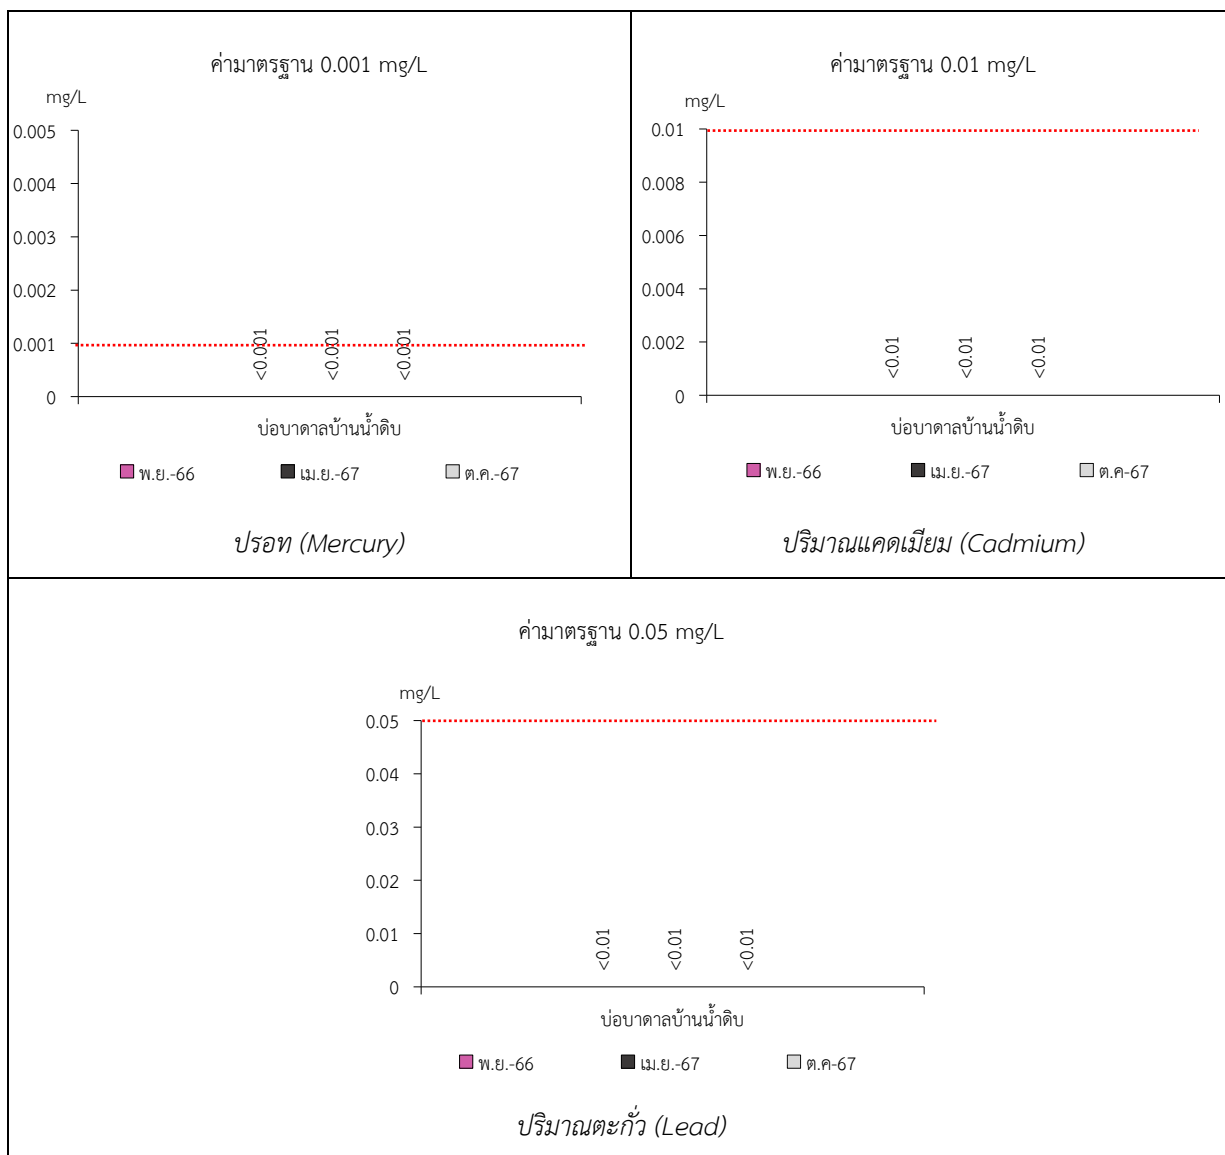 ค่ามาตรฐาน 0.001 mg/L
mg/L
0.005
0.004
0.003
0.002
0.001
0
<0.001
<0.001
<0.001
บ่อบาดาลบ้านน้ำดิบ
พ.ย.-66 เม.ย.-67 ต.ค.-67
ปรอท (Mercury)
ค่ามาตรฐาน 0.01 mg/L
mg/L
0.01
0.008
0.006
0.004
0.002
0
<0.01
<0.01
<0.01
บ่อบาดาลบ้านน้ำดิบ
พ.ย.-66 เม.ย.-67 ต.ค-67
ปริมาณแคดเมียม (Cadmium)
ค่ามาตรฐาน 0.05 mg/L
mg/L
0.05
0.04
0.03
0.02
0.01
0
<0.01
<0.01
<0.01
บ่อบาดาลบ้านน้ำดิบ
พ.ย.-66 เม.ย.-67 ต.ค-67
ปริมาณตะกั่ว (Lead)